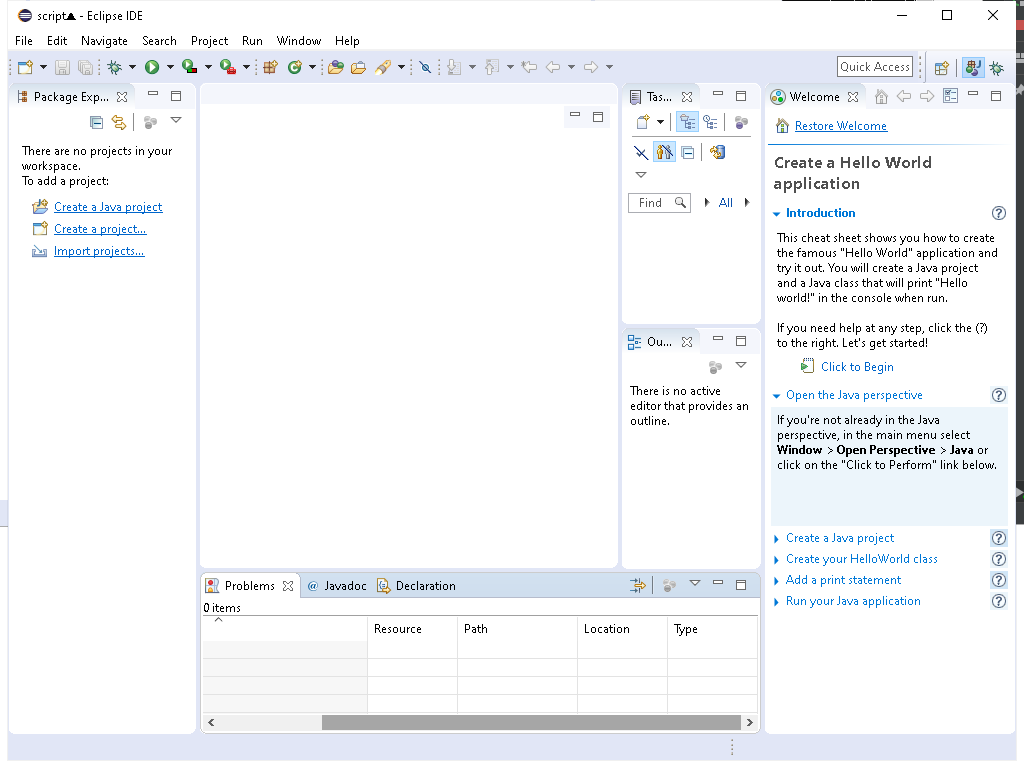 script▲ - Eclipse IDE
File Edit Navigate Search Project Run Window Help
Quick Access
Package Exp...
There are no projects in your
workspace.
To add a project:
Create a Java project
Create a project...
Import projects...
Tas...
Find
All
Ou...
There is no active
editor that provides an
outline.
Welcome
Restore Welcome
Create a Hello World
application
Introduction
This cheat sheet shows you how to create
the famous "Hello World" application and
try it out. You will create a Java project
and a Java class that will print "Hello
world!" in the console when run.
If you need help at any step, click the (?)
to the right. Let's get started!
Click to Begin
Open the Java perspective
If you're not already in the Java
perspective, in the main menu select
Window > Open Perspective > Java or
click on the "Click to Perform" link below.
Create a Java project
Create your HelloWorld class
Add a print statement
Run your Java application
Problems @ Javadoc Declaration
0 items
Resource Path Location Type